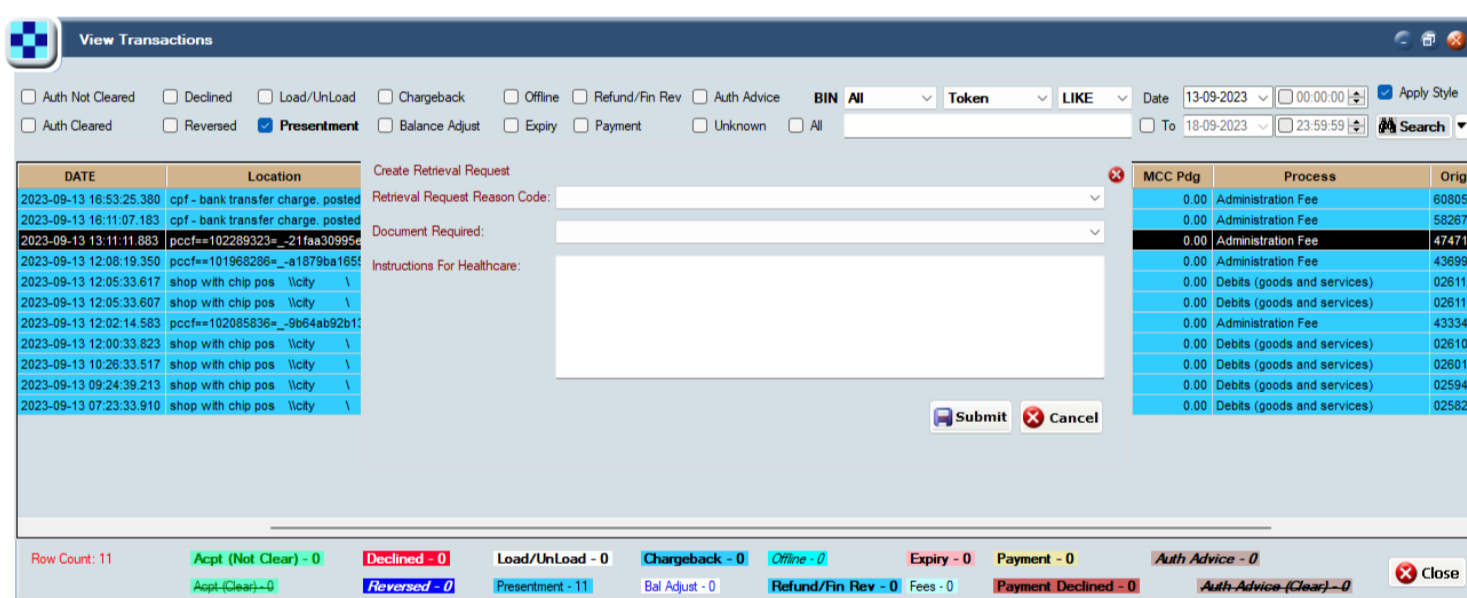 View Transactions
Auth Not Cleared Declined Load/UnLoad Chargeback Offline Refund/Fin Rev Auth Advice BIN All Token LIKE Date 13-09-2023 00:00:00 Apply Style
Auth Cleared Reversed Presentment Balance Adjust Expiry Payment Unknown All To 18-09-2023 23:59:59 Search
DATE Location
2023-09-13 16:53:25.380 cpf - bank transfer charge. posted
2023-09-13 16:11:07.183 cpf - bank transfer charge. posted
2023-09-13 13:11:11.883 pccf==102289323=_-21faa30995e
2023-09-13 12:08:19.350 pccf==101968286=_-a1879ba1655
2023-09-13 12:05:33.617 shop with chip pos \\city \
2023-09-13 12:05:33.607 shop with chip pos \\city \
2023-09-13 12:02:14.583 pccf==102085836=_-9b64ab92b13
2023-09-13 12:00:33.823 shop with chip pos \\city \
2023-09-13 10:26:33.517 shop with chip pos \\city \
2023-09-13 09:24:39.213 shop with chip pos \\city \
2023-09-13 07:23:33.910 shop with chip pos \\city \
Create Retrieval Request
Retrieval Request Reason Code:
Document Required:
Instructions For Healthcare:
Submit Cancel
MCC Pdg Process Orig
0.00 Administration Fee 60805
0.00 Administration Fee 58267
0.00 Administration Fee 47471
0.00 Administration Fee 43699
0.00 Debits (goods and services) 02611
0.00 Debits (goods and services) 02611
0.00 Administration Fee 43334
0.00 Debits (goods and services) 02610
0.00 Debits (goods and services) 02601
0.00 Debits (goods and services) 02594
0.00 Debits (goods and services) 02582
Row Count: 11 Acpt (Not Clear) - 0 Declined - 0 Load/UnLoad - 0 Chargeback - 0 Offline - 0 Expiry - 0 Payment - 0 Auth Advice - 0
Acpt (Clear) - 0 Reversed - 0 Presentment - 11 Bal Adjust - 0 Refund/Fin Rev - 0 Fees - 0 Payment Declined - 0 Auth Advice (Clear) - 0
Close